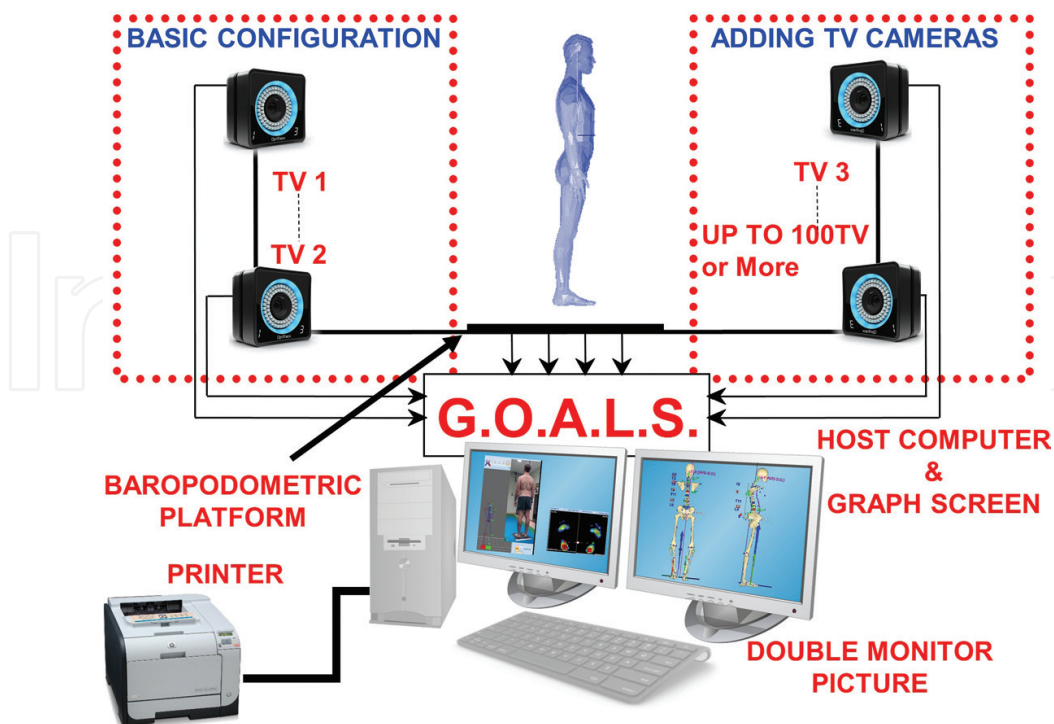 BASIC CONFIGURATION
ADDING TV CAMERAS
TV 1
TV 2
TV 3
UP TO 100TV
or More
G.O.A.L.S.
BAROPODOMETRIC
PLATFORM
HOST COMPUTER
&
GRAPH SCREEN
PRINTER
DOUBLE MONITOR
PICTURE